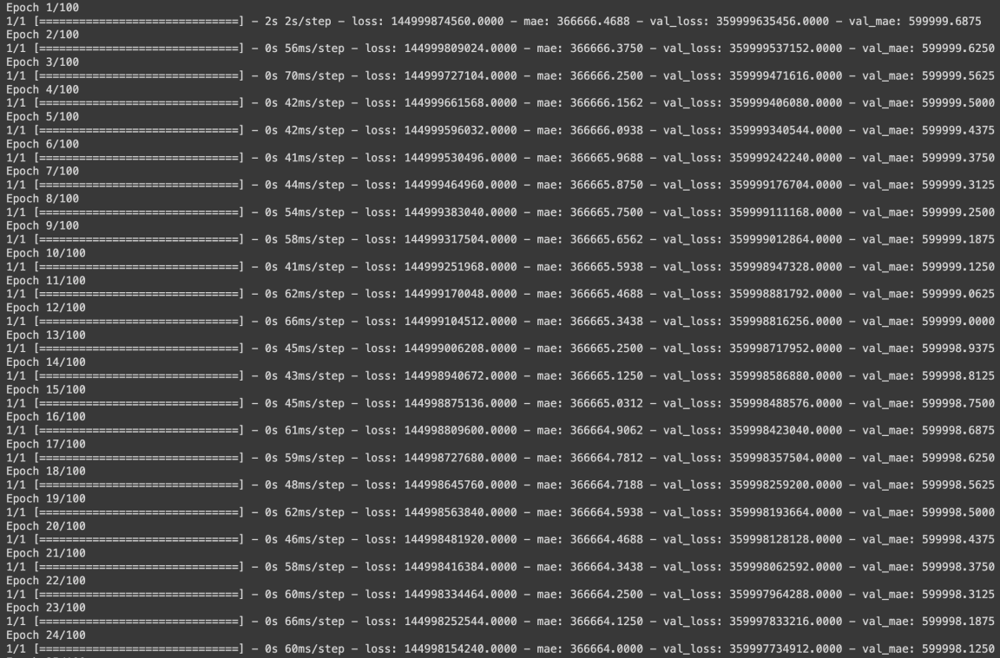 Epoch 1/100
1/1 [==============================] - 2s 2s/step - loss: 144999874560.0000 - mae: 366666.4688 - val_loss: 359999635456.0000 - val_mae: 599999.6875
Epoch 2/100
1/1 [==============================] - 0s 56ms/step - loss: 144999809024.0000 - mae: 366666.3750 - val_loss: 359999537152.0000 - val_mae: 599999.6250
Epoch 3/100
1/1 [==============================] - 0s 70ms/step - loss: 144999727104.0000 - mae: 366666.2500 - val_loss: 359999471616.0000 - val_mae: 599999.5625
Epoch 4/100
1/1 [==============================] - 0s 42ms/step - loss: 144999661568.0000 - mae: 366666.1562 - val_loss: 359999406080.0000 - val_mae: 599999.5000
Epoch 5/100
1/1 [==============================] - 0s 42ms/step - loss: 144999596032.0000 - mae: 366666.0938 - val_loss: 359999340544.0000 - val_mae: 599999.4375
Epoch 6/100
1/1 [==============================] - 0s 41ms/step - loss: 144999530496.0000 - mae: 366665.9688 - val_loss: 359999242240.0000 - val_mae: 599999.3750
Epoch 7/100
1/1 [==============================] - 0s 44ms/step - loss: 144999464960.0000 - mae: 366665.8750 - val_loss: 359999176704.0000 - val_mae: 599999.3125
Epoch 8/100
1/1 [==============================] - 0s 54ms/step - loss: 144999383040.0000 - mae: 366665.7500 - val_loss: 359999111168.0000 - val_mae: 599999.2500
Epoch 9/100
1/1 [==============================] - 0s 58ms/step - loss: 144999317504.0000 - mae: 366665.6562 - val_loss: 359999012864.0000 - val_mae: 599999.1875
Epoch 10/100
1/1 [==============================] - 0s 41ms/step - loss: 144999251968.0000 - mae: 366665.5938 - val_loss: 359998947328.0000 - val_mae: 599999.1250
Epoch 11/100
1/1 [==============================] - 0s 62ms/step - loss: 144999170048.0000 - mae: 366665.4688 - val_loss: 359998881792.0000 - val_mae: 599999.0625
Epoch 12/100
1/1 [==============================] - 0s 66ms/step - loss: 144999104512.0000 - mae: 366665.3438 - val_loss: 359998816256.0000 - val_mae: 599999.0000
Epoch 13/100
1/1 [==============================] - 0s 45ms/step - loss: 144999006208.0000 - mae: 366665.2500 - val_loss: 359998717952.0000 - val_mae: 599998.9375
Epoch 14/100
1/1 [==============================] - 0s 43ms/step - loss: 144998940672.0000 - mae: 366665.1250 - val_loss: 359998586880.0000 - val_mae: 599998.8125
Epoch 15/100
1/1 [==============================] - 0s 45ms/step - loss: 144998875136.0000 - mae: 366665.0312 - val_loss: 359998488576.0000 - val_mae: 599998.7500
Epoch 16/100
1/1 [==============================] - 0s 61ms/step - loss: 144998809600.0000 - mae: 366664.9062 - val_loss: 359998423040.0000 - val_mae: 599998.6875
Epoch 17/100
1/1 [==============================] - 0s 59ms/step - loss: 144998727680.0000 - mae: 366664.7812 - val_loss: 359998357504.0000 - val_mae: 599998.6250
Epoch 18/100
1/1 [==============================] - 0s 48ms/step - loss: 144998645760.0000 - mae: 366664.7188 - val_loss: 359998259200.0000 - val_mae: 599998.5625
Epoch 19/100
1/1 [==============================] - 0s 62ms/step - loss: 144998563840.0000 - mae: 366664.5938 - val_loss: 359998193664.0000 - val_mae: 599998.5000
Epoch 20/100
1/1 [==============================] - 0s 46ms/step - loss: 144998481920.0000 - mae: 366664.4688 - val_loss: 359998128128.0000 - val_mae: 599998.4375
Epoch 21/100
1/1 [==============================] - 0s 58ms/step - loss: 144998416384.0000 - mae: 366664.3438 - val_loss: 359998062592.0000 - val_mae: 599998.3750
Epoch 22/100
1/1 [==============================] - 0s 60ms/step - loss: 144998334464.0000 - mae: 366664.2500 - val_loss: 359997964288.0000 - val_mae: 599998.3125
Epoch 23/100
1/1 [==============================] - 0s 66ms/step - loss: 144998252544.0000 - mae: 366664.1250 - val_loss: 359997833216.0000 - val_mae: 599998.1875
Epoch 24/100
1/1 [==============================] - 0s 60ms/step - loss: 144998154240.0000 - mae: 366664.0000 - val_loss: 359997734912.0000 - val_mae: 599998.1250